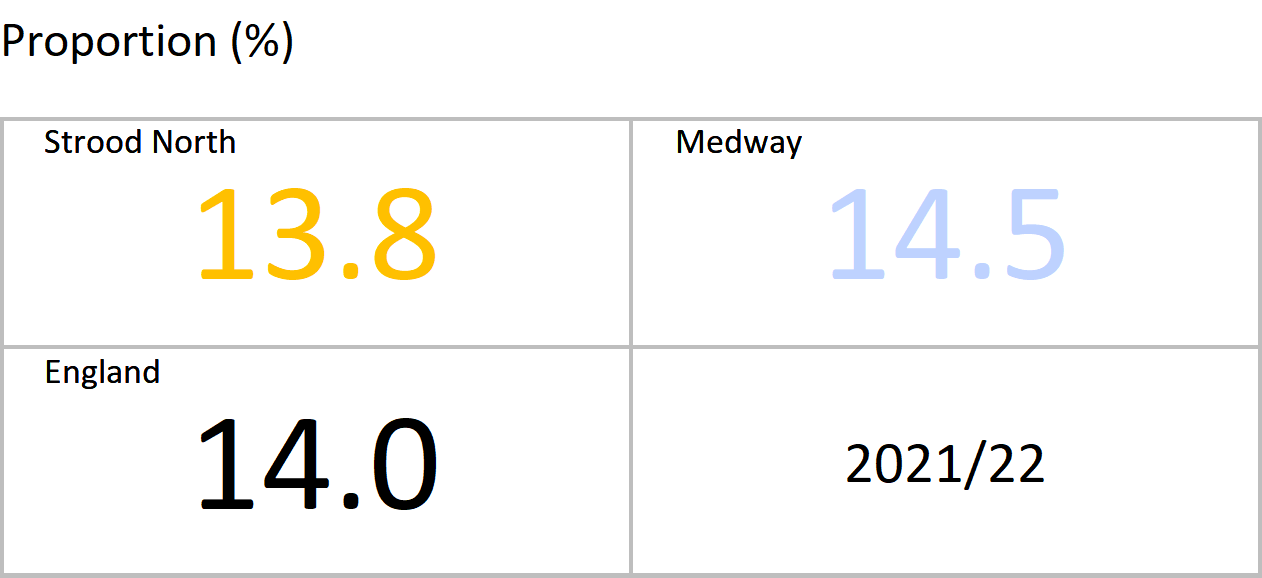 Proportion (%)
Strood North
13.8
Medway
14.5
England
14.0
2021/22